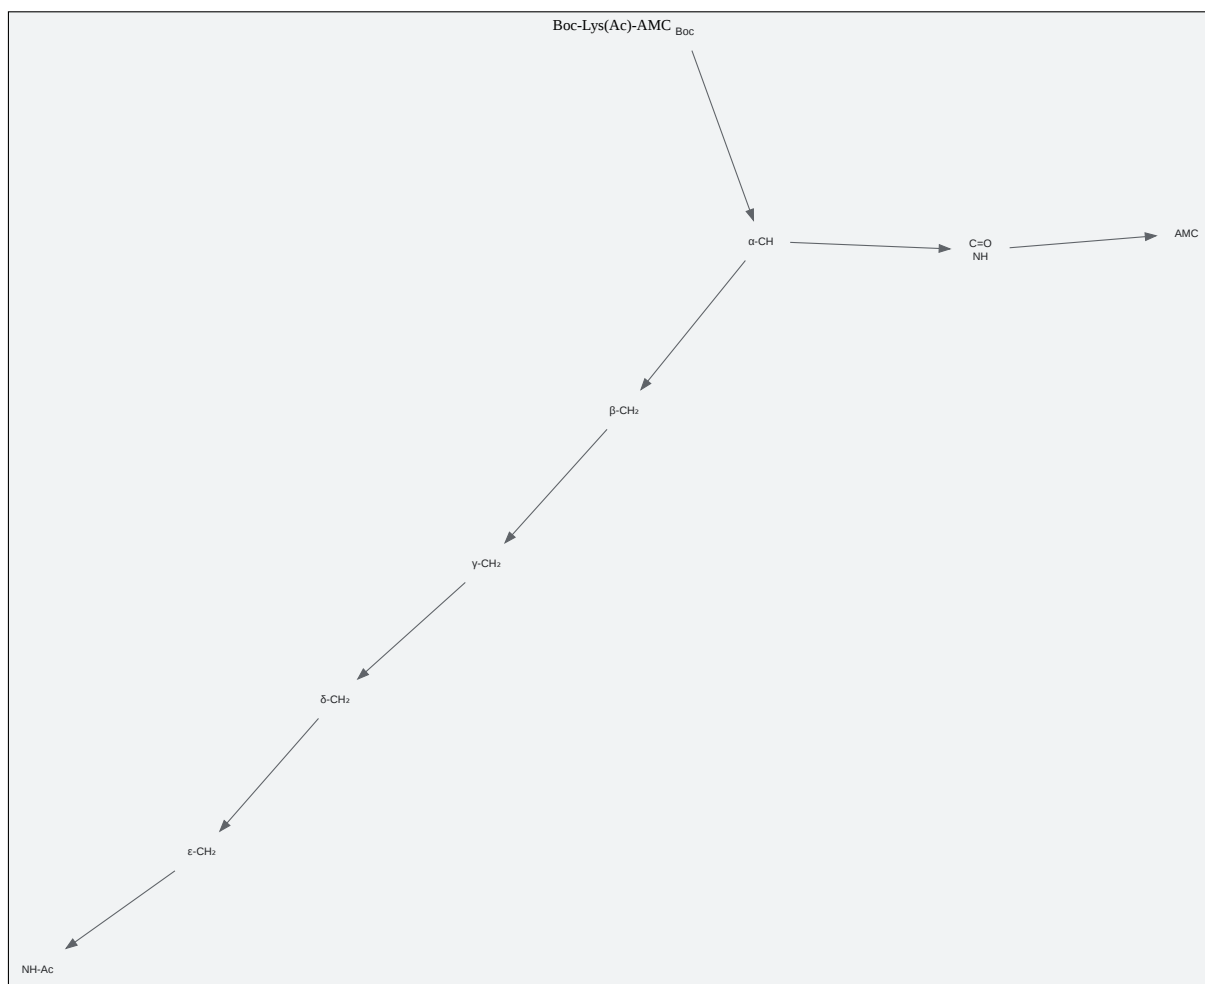 Boc-Lys(Ac)-AMC
Boc
α-CH
C=O
NH
AMC
β-CH₂
γ-CH₂
δ-CH₂
ε-CH₂
NH-Ac